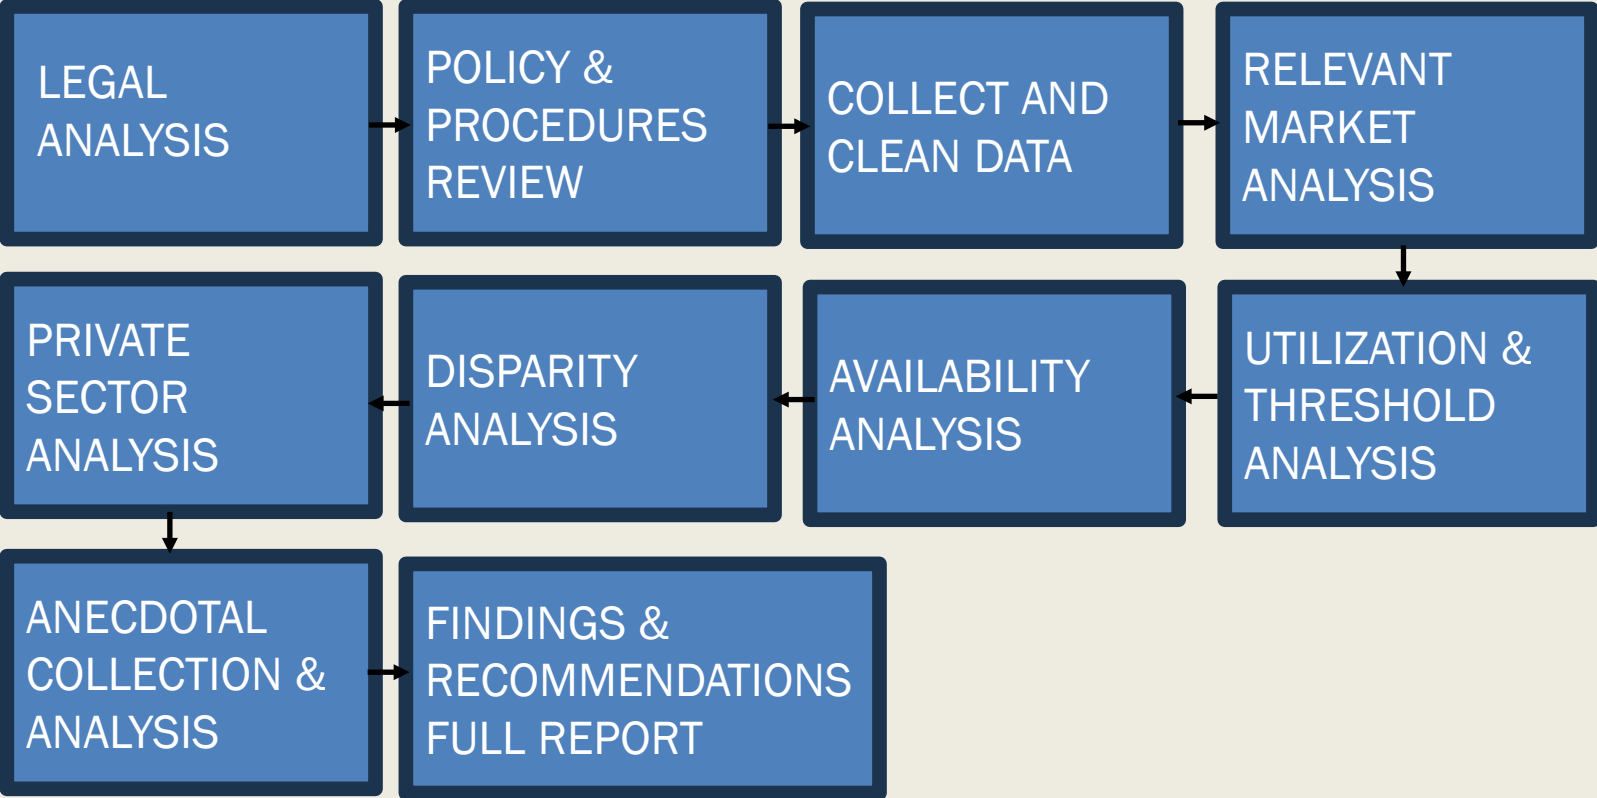 LEGAL
ANALYSIS
POLICY &
PROCEDURES
REVIEW
COLLECT AND
CLEAN DATA
RELEVANT
MARKET
ANALYSIS
UTILIZATION &
THRESHOLD
ANALYSIS
AVAILABILITY
ANALYSIS
DISPARITY
ANALYSIS
PRIVATE
SECTOR
ANALYSIS
ANECDOTAL
COLLECTION &
ANALYSIS
FINDINGS &
RECOMMENDATIONS
FULL REPORT